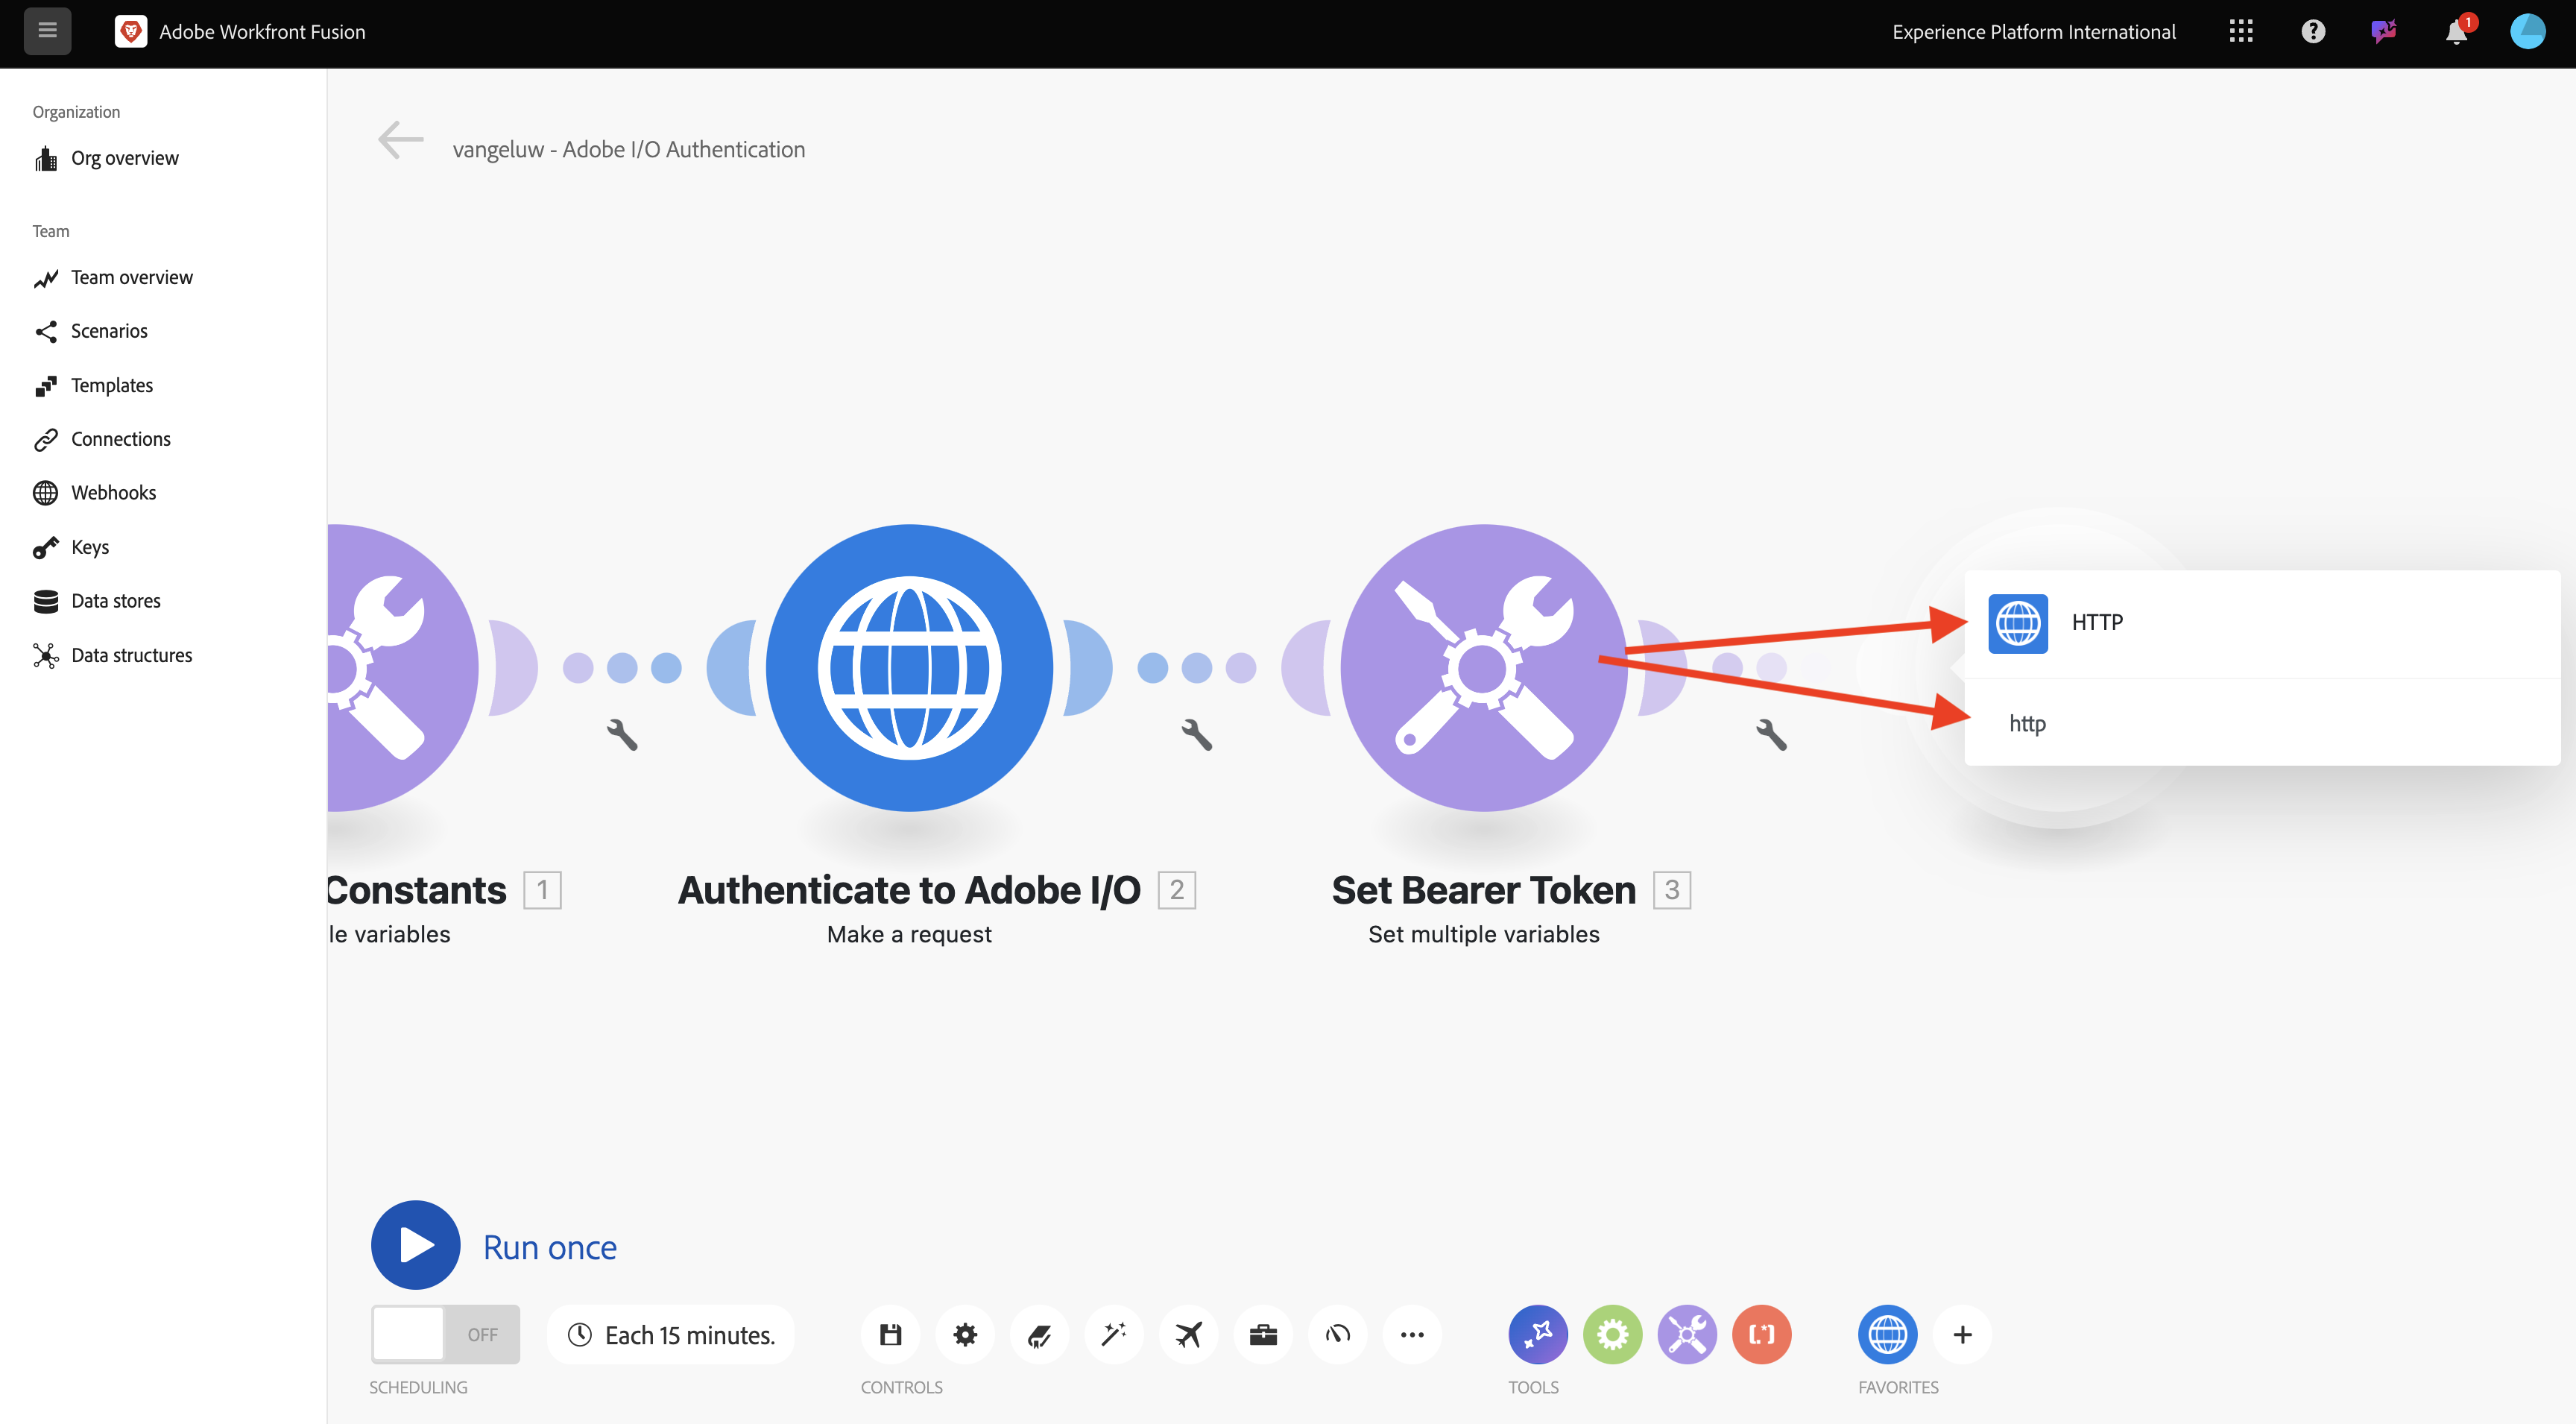 Adobe Workfront Fusion
Experience Platform International
1
Organization
Org overview
Team
Team overview
Scenarios
Templates
Connections
Webhooks
Keys
Data stores
Data structures
vangeluw - Adobe I/O Authentication
HTTP
http
Constants 1
le variables
Authenticate to Adobe I/O 2
Make a request
Set Bearer Token 3
Set multiple variables
Run once
OFF
Each 15 minutes.
SCHEDULING
CONTROLS
TOOLS
FAVORITES